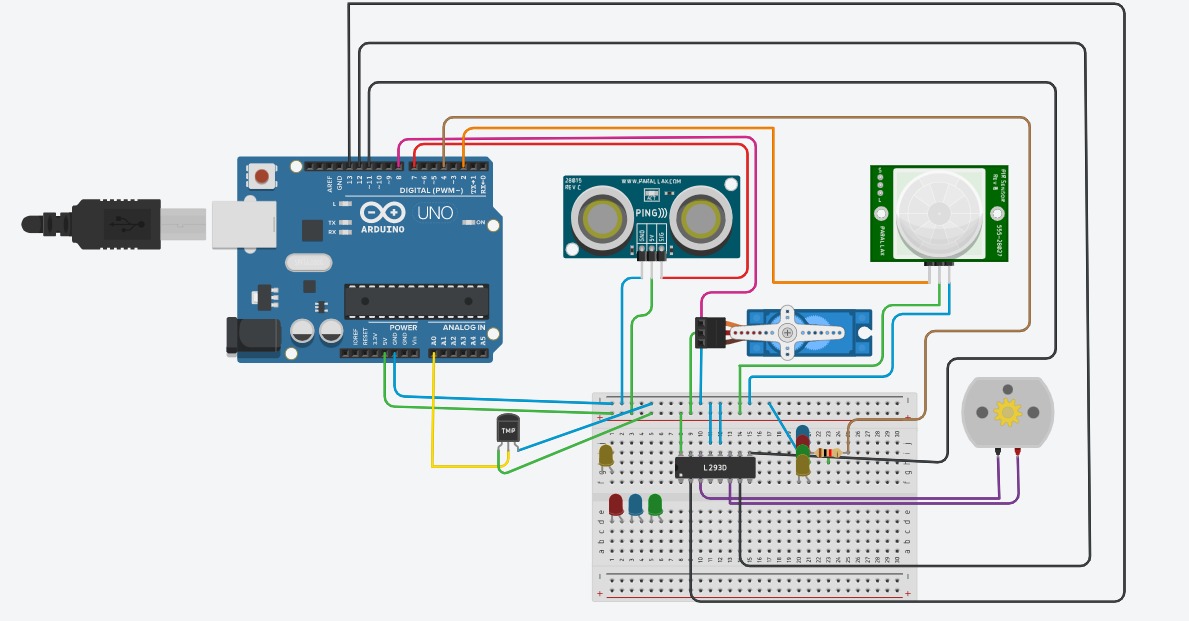 AREF
GND
13
12
~11
~10
~9
8
7
~6
~5
4
~3
2
TX→1
RX←0
DIGITAL (PWM~)
L
TX
RX
UNO
ARDUINO
ON
IOREF
RESET
3.3V
5V
GND
GND
Vin
POWER
ANALOG IN
A0
A1
A2
A3
A4
A5
28015
REV C
WWW.PARALLAX.COM
ACT
PING)))
GND
5V
SIG
PIR SENSOR
Rev B
PARALLAX
555-28027
TMP
L293D